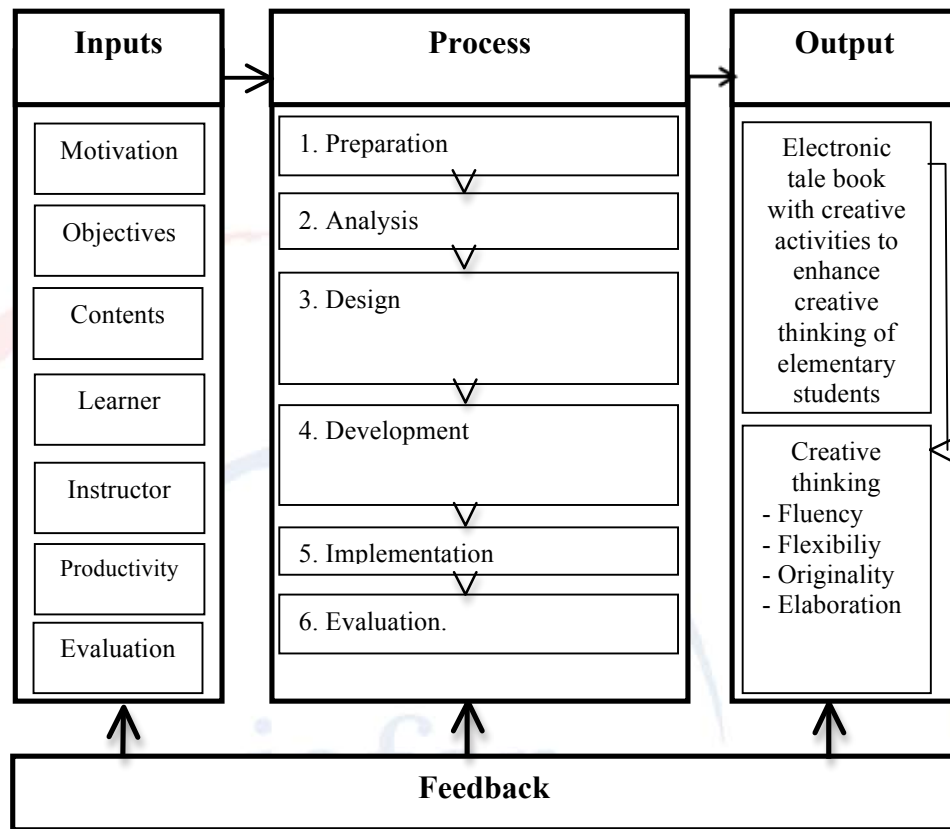 Inputs
Motivation
Objectives
Contents
Learner
Instructor
Productivity
Evaluation
Process
1. Preparation
2. Analysis
3. Design
4. Development
5. Implementation
6. Evaluation.
Output
Electronic
tale book
with creative
activities to
enhance
creative
thinking of
elementary
students
Creative
thinking
- Fluency
- Flexibiliy
- Originality
- Elaboration
Feedback